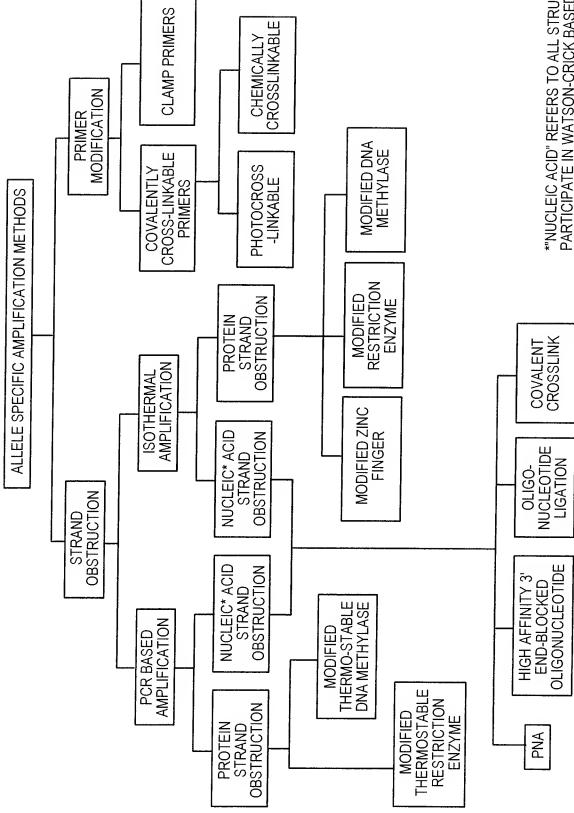 ALLELE SPECIFIC AMPLIFICATION METHODS
STRAND
OBSTRUCTION
PRIMER
MODIFICATION
PCR BASED
AMPLIFICATION
ISOTHERMAL
AMPLIFICATION
COVALENTLY
CROSS-LINKABLE
PRIMERS
CLAMP PRIMERS
PROTEIN
STRAND
OBSTRUCTION
NUCLEIC* ACID
STRAND
OBSTRUCTION
NUCLEIC* ACID
STRAND
OBSTRUCTION
PROTEIN
STRAND
OBSTRUCTION
PHOTOCROSS
-LINKABLE
CHEMICALLY
CROSSLINKABLE
MODIFIED
THERMO-STABLE
DNA METHYLASE
MODIFIED
THERMOSTABLE
RESTRICTION
ENZYME
MODIFIED ZINC
FINGER
MODIFIED
RESTRICTION
ENZYME
MODIFIED DNA
METHYLASE
PNA
HIGH AFFINITY 3'
END-BLOCKED
OLIGONUCLEOTIDE
OLIGO-
NUCLEOTIDE
LIGATION
COVALENT
CROSSLINK
*"NUCLEIC ACID" REFERS TO ALL
PARTICIPATE IN WATSON-CRICK BASED